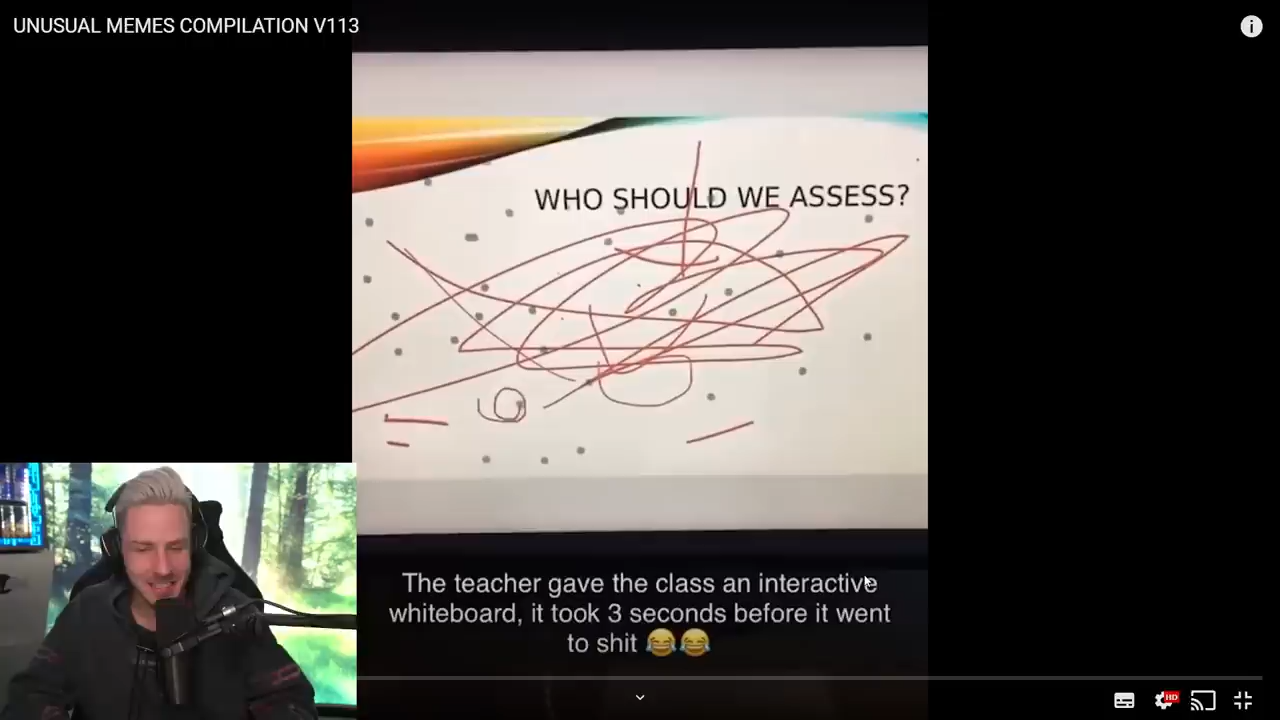 UNUSUAL MEMES COMPILATION V113
WHO SHOULD WE ASSESS?
The teacher gave the class an interactive
whiteboard, it took 3 seconds before it went
to shit 😂😂
HD